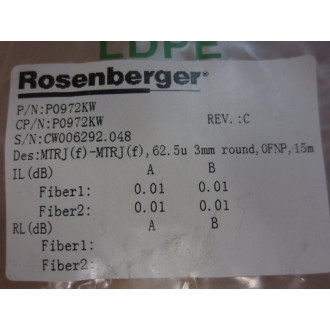 LDPE
Rosenberger®
P/N:P0972KW
CP/N:P0972KW REV.:C
S/N:CW006292.048
Des:MTRJ(f)-MTRJ(f),62.5u 3mm round,OFNP,15m
IL(dB) A B
Fiber1: 0.01 0.01
Fiber2: 0.01 0.01
RL(dB) A B
Fiber1:
Fiber2: